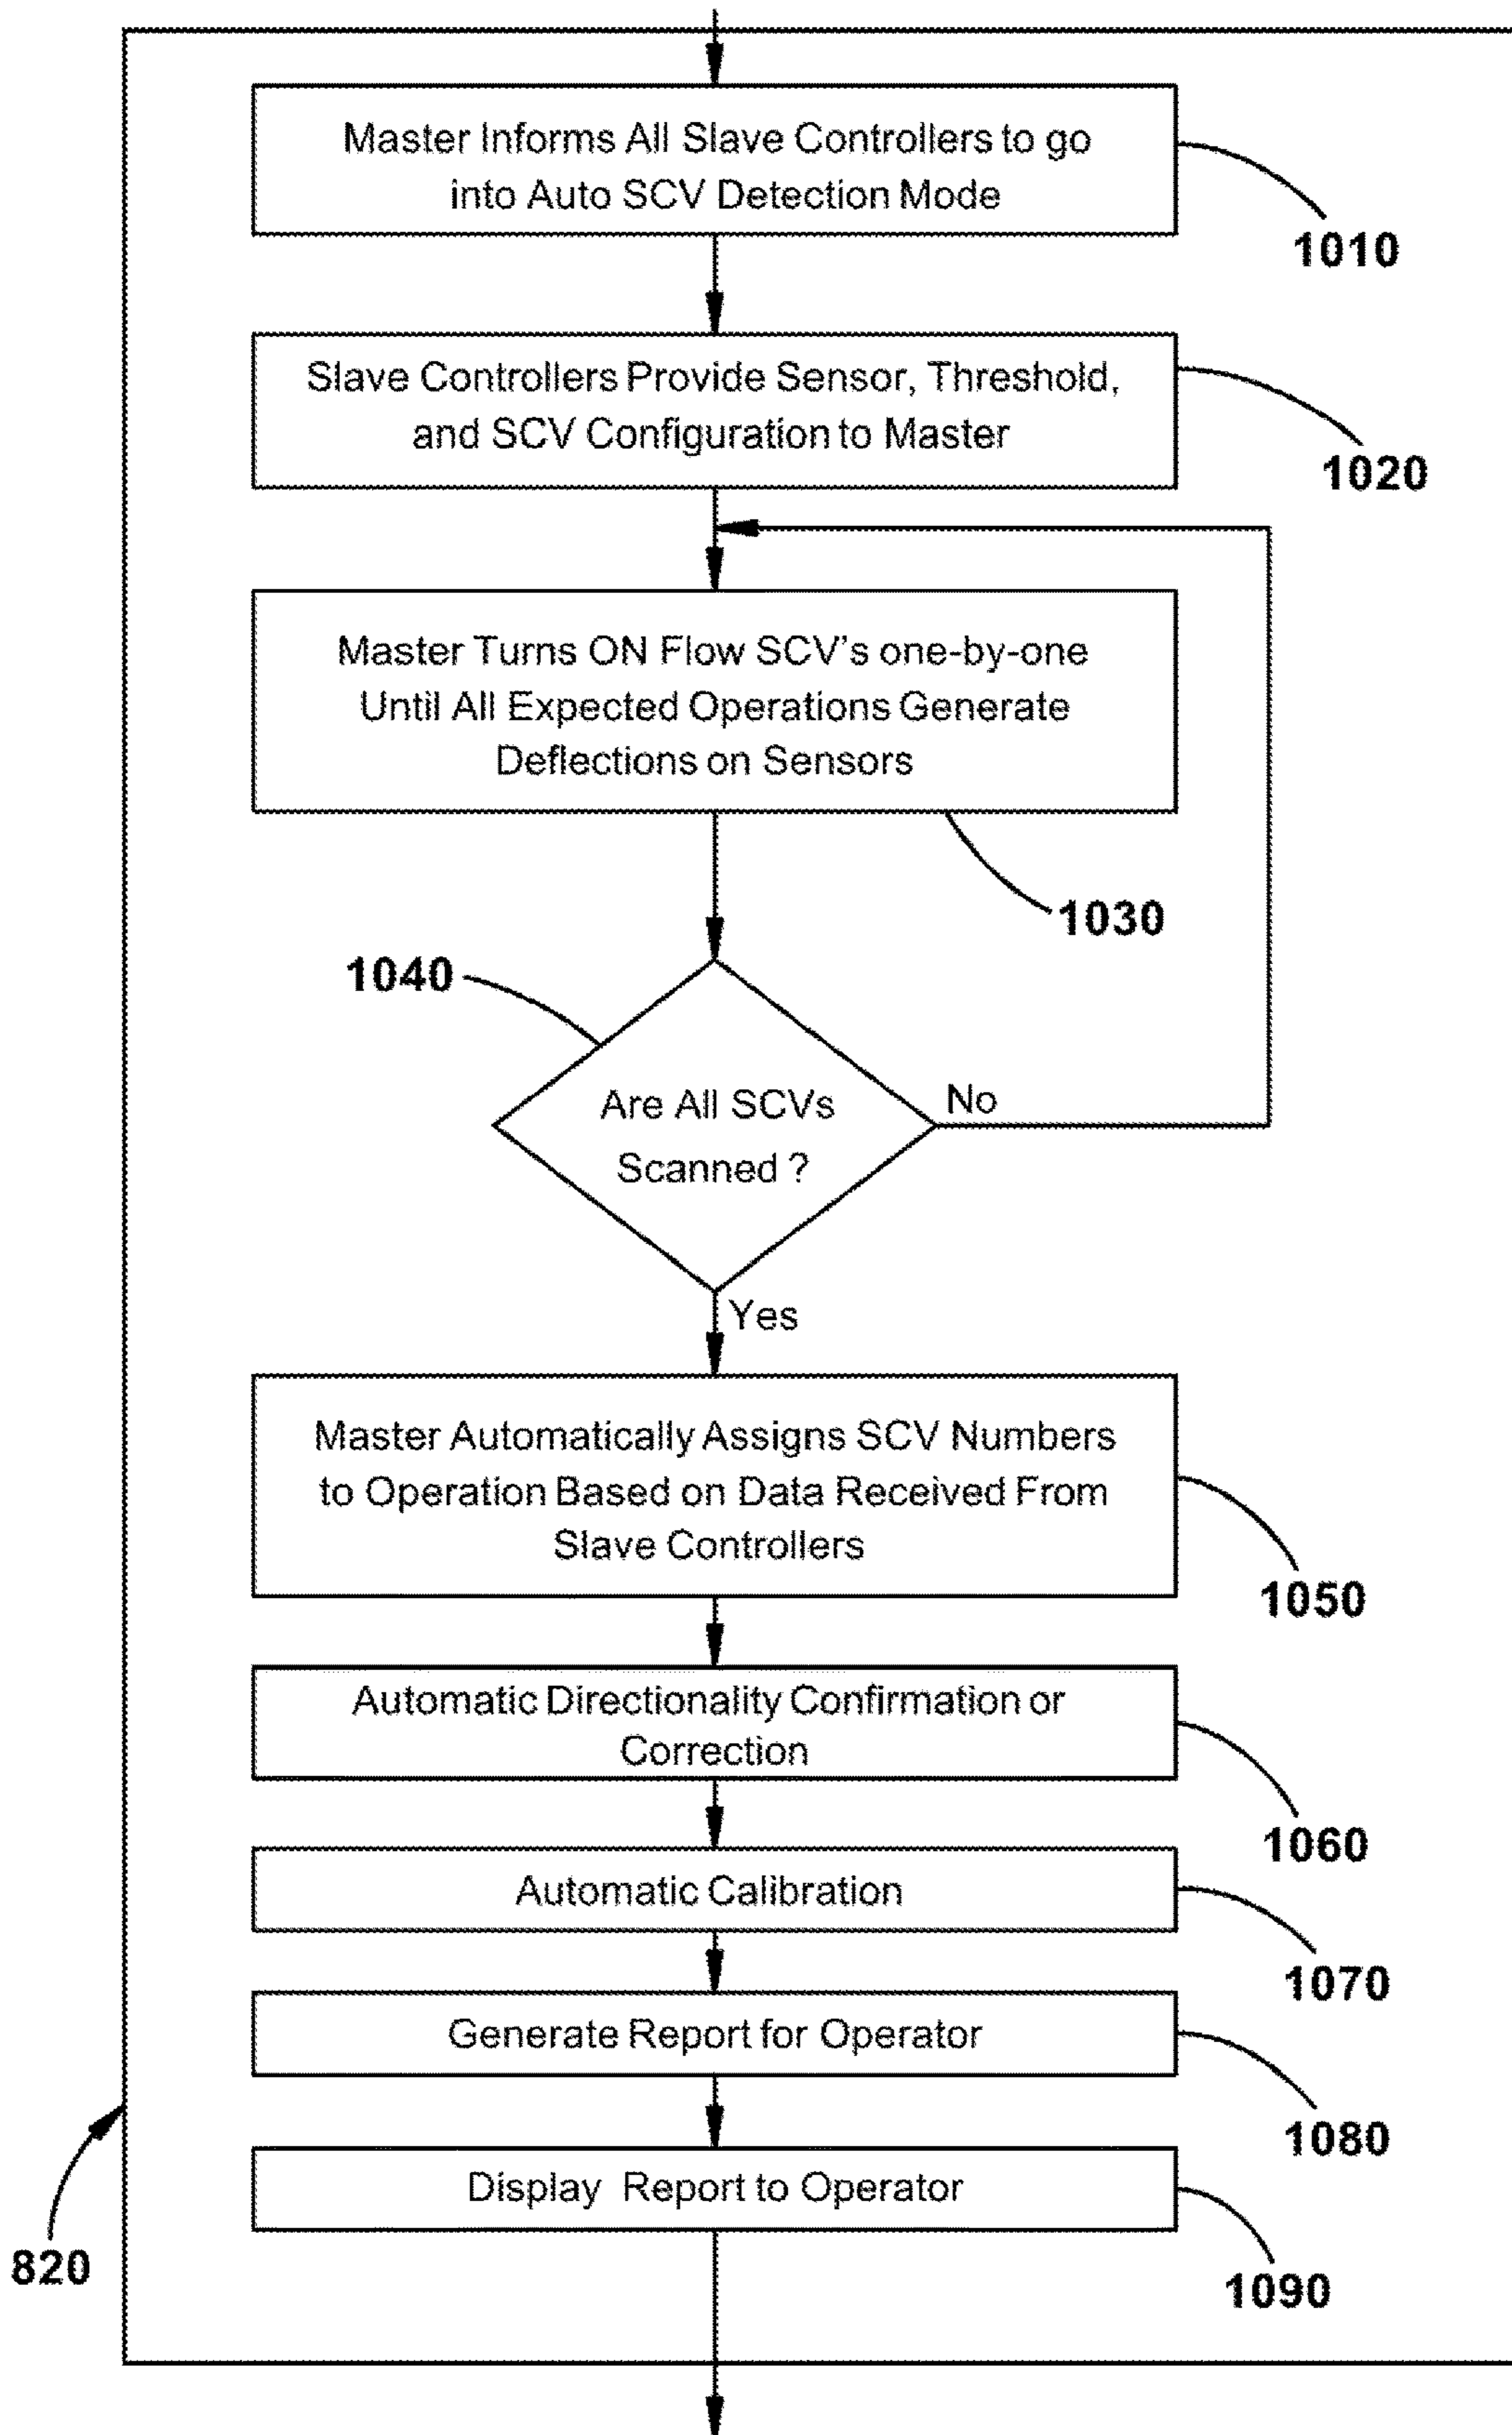 Master Informs All Slave Controllers to go
into Auto SCV Detection Mode
1010
Slave Controllers Provide Sensor, Threshold,
and SCV Configuration to Master
1020
Master Turns ON Flow SCV's one-by-one
Until All Expected Operations Generate
Deflections on Sensors
1030
1040
Are All SCVs
Scanned ?
No
Yes
Master Automatically Assigns SCV Numbers
to Operation Based on Data Received From
Slave Controllers
1050
Automatic Directionality Confirmation or
Correction
1060
Automatic Calibration
1070
Generate Report for Operator
1080
Display Report to Operator
1090
820